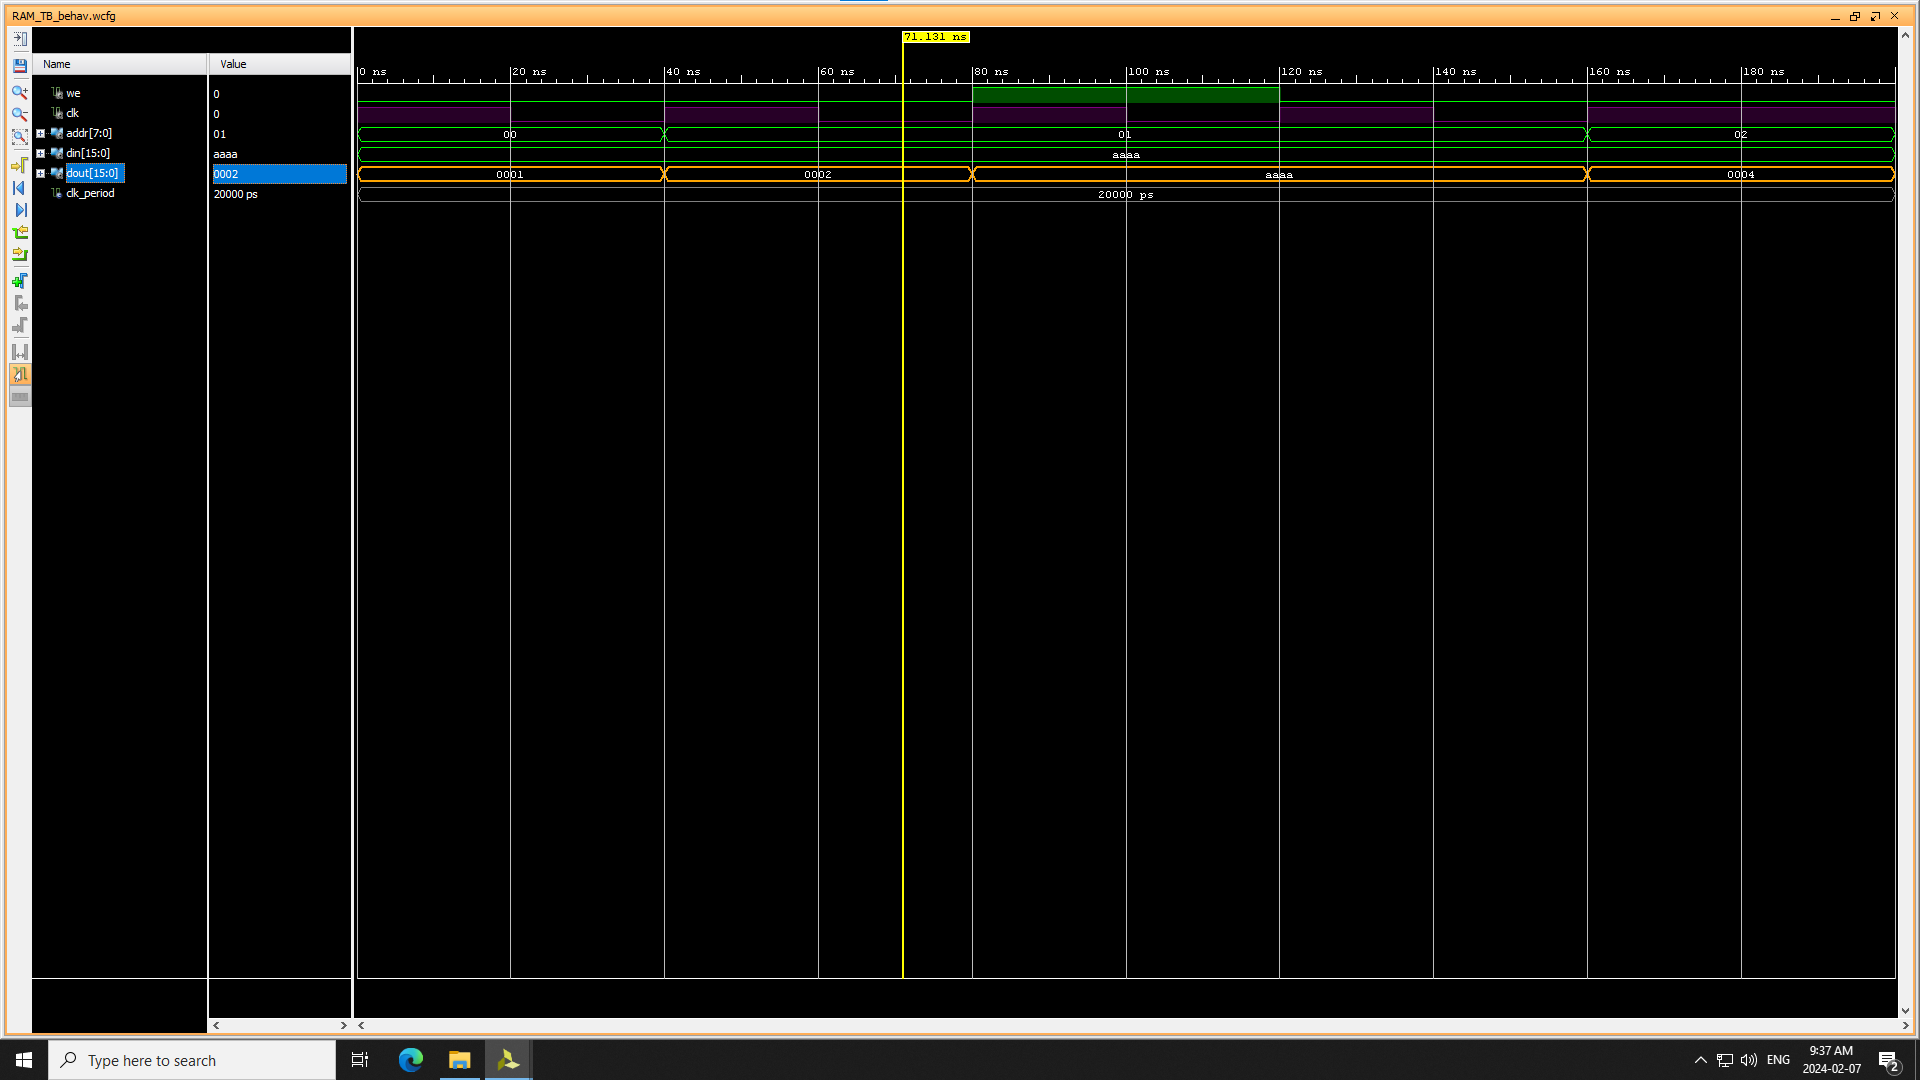 RAM_TB_behav.wcfg
71.131 ns
Name Value
0 ns 20 ns 40 ns 60 ns 80 ns 100 ns 120 ns 140 ns 160 ns 180 ns
we 0
clk 0
addr[7:0] 01 00 01 02
din[15:0] aaaa aaaa
dout[15:0] 0002 0001 0002 aaaa 0004
clk_period 20000 ps 20000 ps
Type here to search
ENG
9:37 AM
2024-02-07
2